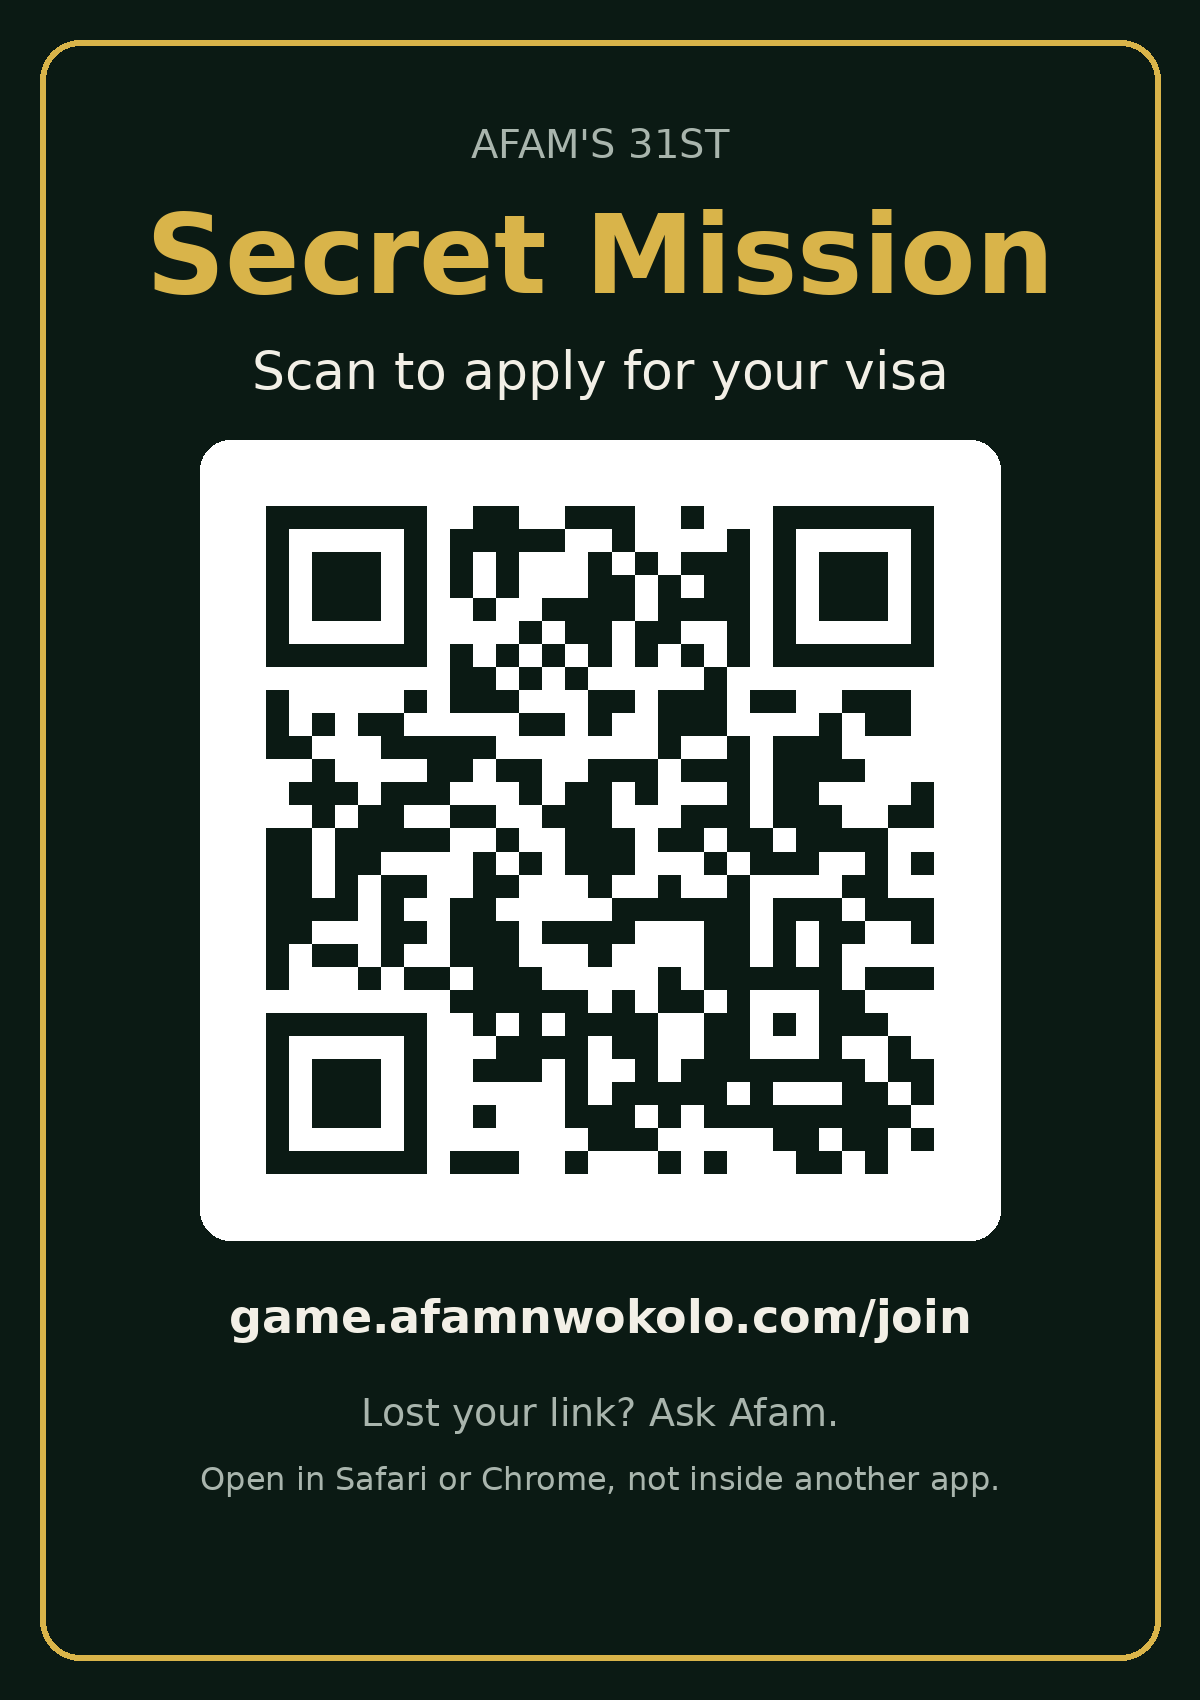 AFAM'S 31ST
Secret Mission
Scan to apply for your visa
game.afamnwokolo.com/join
Lost your link? Ask Afam.
Open in Safari or Chrome, not inside another app.